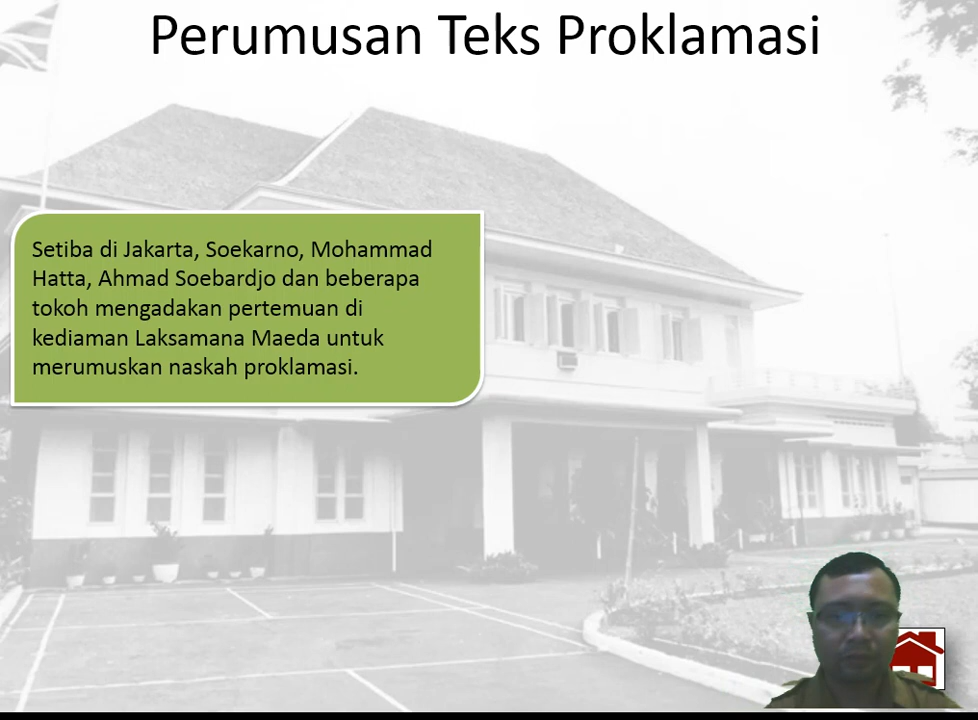 Perumusan Teks Proklamasi
Setiba di Jakarta, Soekarno, Mohammad
Hatta, Ahmad Soebardjo dan beberapa
tokoh mengadakan pertemuan di
kediaman Laksamana Maeda untuk
merumuskan naskah proklamasi.